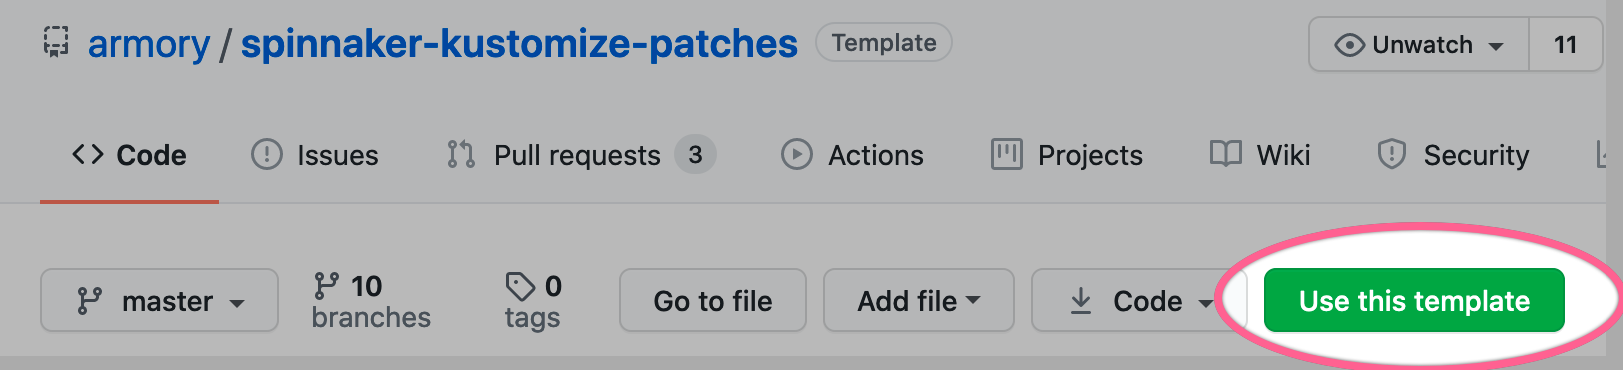 armory / spinnaker-kustomize-patches Template Unwatch 11
Code Issues Pull requests 3 Actions Projects Wiki Security
master 10 branches 0 tags Go to file Add file Code Use this template